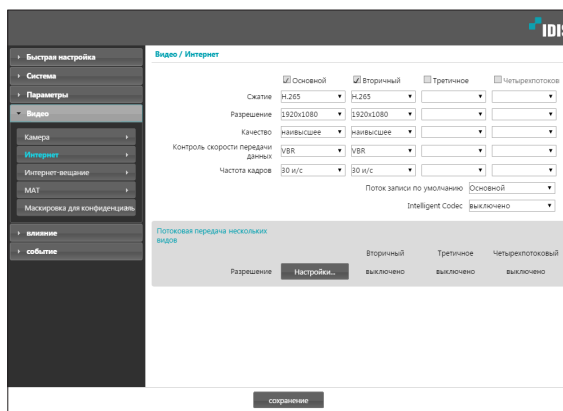 IDIS
Быстрая настройка
Система
Параметры
Видео
Камера
Интернет
Интернет-вещание
MAT
Маскировка для конфиденциаль
влияние
событие
Видео / Интернет
Основной Вторичный Третичное Четырехпотоков
Сжатие H.265 H.265
Разрешение 1920x1080 1920x1080
Качество наивысшее наивысшее
Контроль скорости передачи
данных VBR VBR
Частота кадров 30 и/с 30 и/с
Поток записи по умолчанию Основной
Intelligent Codec выключено
Потоковая передача нескольких
видов
Вторичный Третичное Четырехпотоковый
Разрешение Настройки... выключено выключено выключено
сохранение